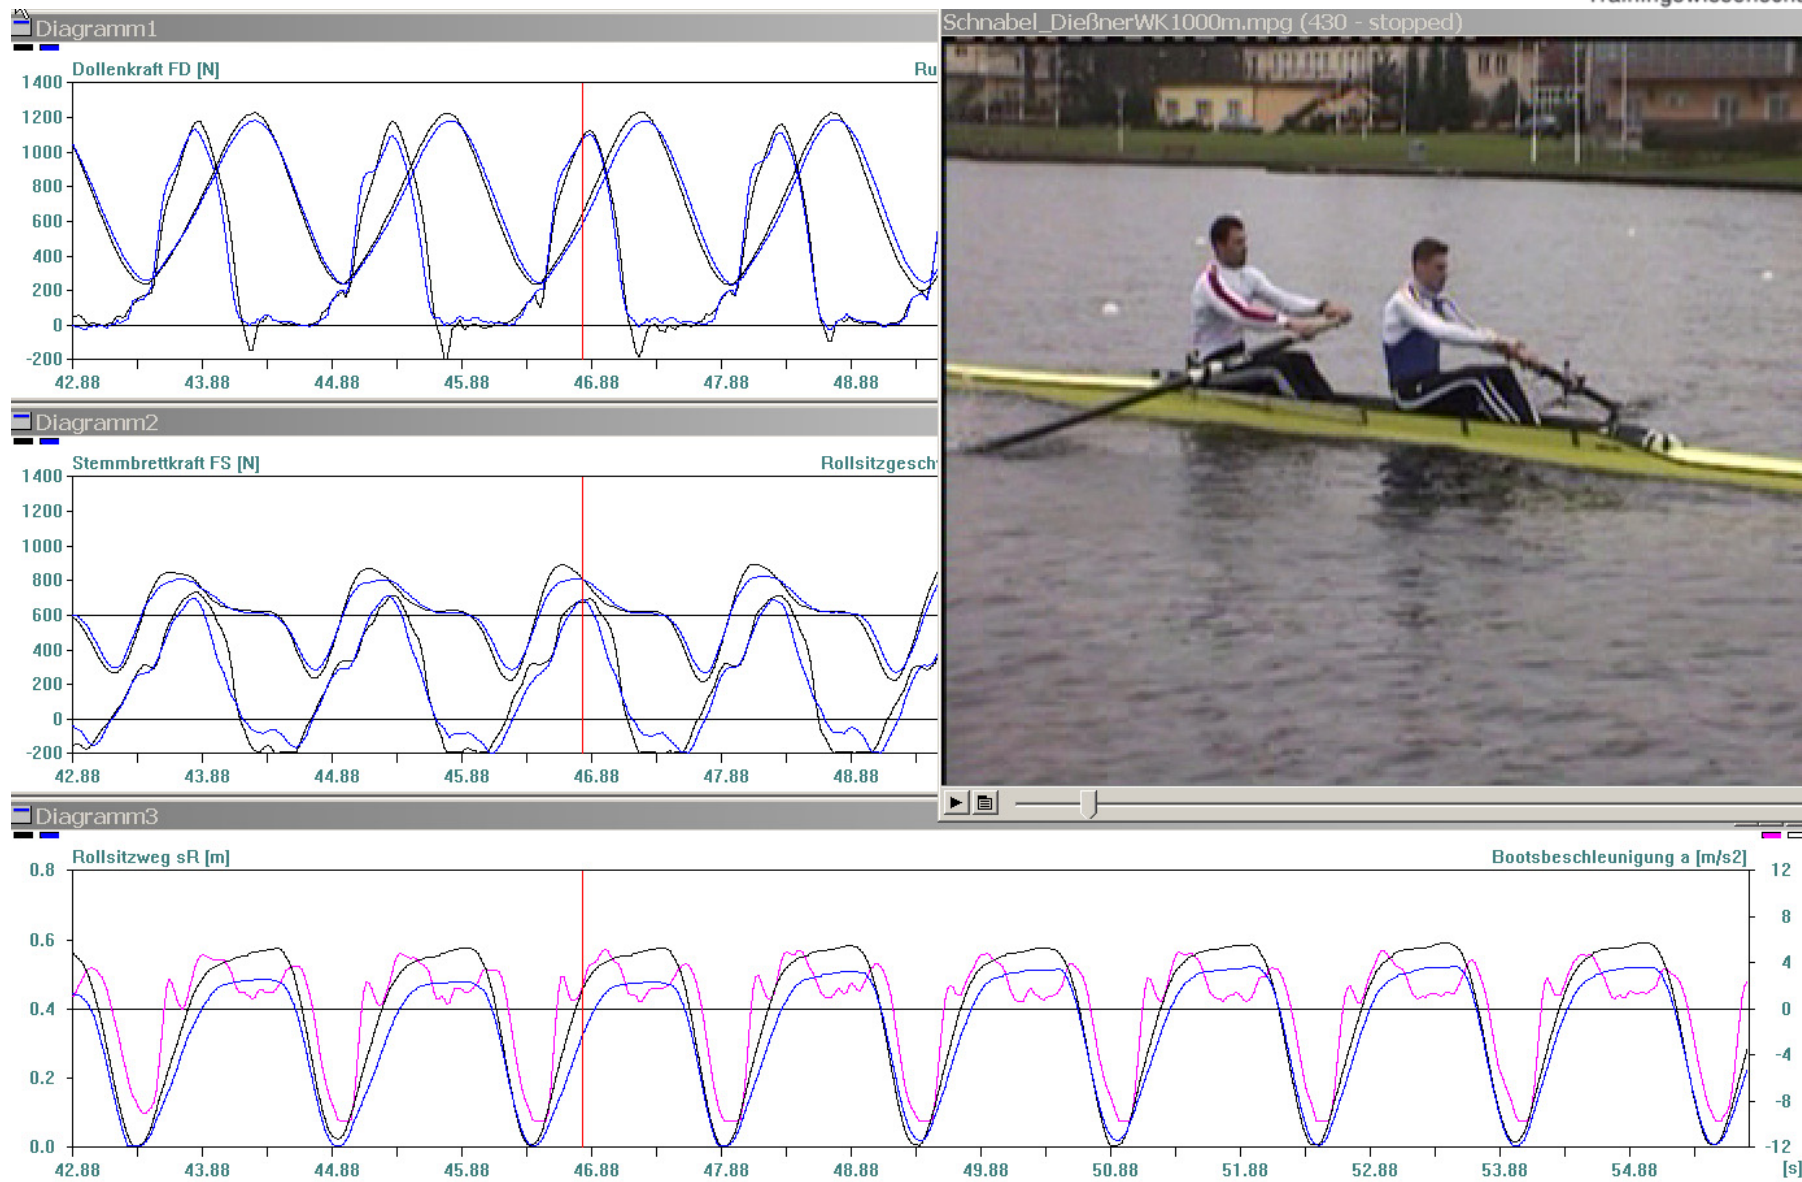 Diagramm1
Dollenkraft FD [N]
Ru
1400
1200
1000
800
600
400
200
0
-200
42.88 43.88 44.88 45.88 46.88 47.88 48.88
Schnabel_DießnerWK1000m.mpg (430 - stopped)
Diagramm2
Stemmbrettkraft FS [N]
Rollsitzgesch
1400
1200
1000
800
600
400
200
0
-200
42.88 43.88 44.88 45.88 46.88 47.88 48.88
Diagramm3
Rollsitzweg sR [m]
Bootsbeschleunigung a [m/s2]
0.8 12
8
0.6
4
0.4 0
-4
0.2
-8
0.0 -12
42.88 43.88 44.88 45.88 46.88 47.88 48.88 49.88 50.88 51.88 52.88 53.88 54.88 [s]